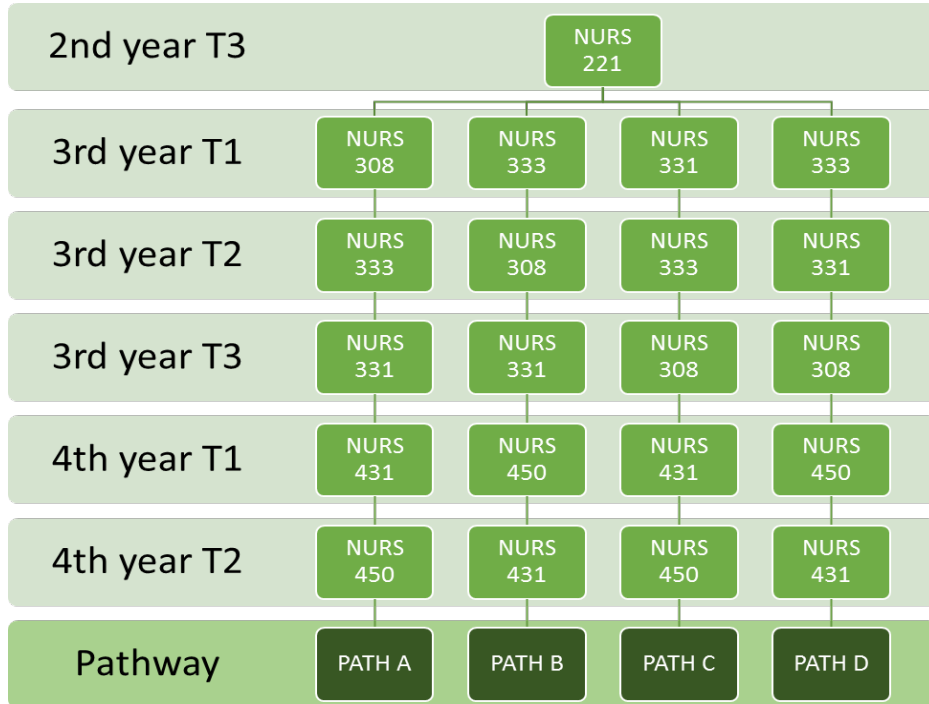 2nd year T3
NURS
221
3rd year T1
NURS
308
NURS
333
NURS
331
NURS
333
3rd year T2
NURS
333
NURS
308
NURS
333
NURS
331
3rd year T3
NURS
331
NURS
331
NURS
308
NURS
308
4th year T1
NURS
431
NURS
450
NURS
431
NURS
450
4th year T2
NURS
450
NURS
431
NURS
450
NURS
431
Pathway
PATH A
PATH B
PATH C
PATH D